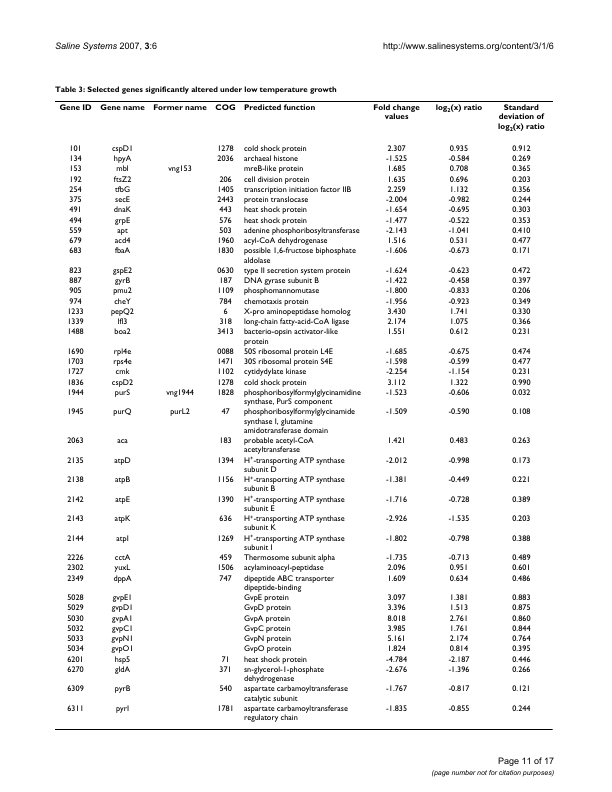 Saline Systems 2007, 3:6 http://www.salinesystems.org/content/3/1/6
Table 3: Selected genes significantly altered under low temperature growth
Gene ID Gene name Former name COG Predicted function Fold change log2(x) ratio Standard
values deviation of
log2(x) ratio
101 cspD1 1278 cold shock protein 2.307 0.935 0.912
134 hpyA 2036 archaeal histone -1.525 -0.584 0.269
153 mbl vng153 mreB-like protein 1.685 0.708 0.365
192 ftsZ2 206 cell division protein 1.635 0.696 0.203
254 tfbG 1405 transcription initiation factor IIB 2.259 1.132 0.356
375 secE 2443 protein translocase -2.004 -0.982 0.244
491 dnaK 443 heat shock protein -1.654 -0.695 0.303
494 grpE 576 heat shock protein -1.477 -0.522 0.353
559 apt 503 adenine phosphoribosyltransferase -2.143 -1.041 0.410
679 acd4 1960 acyl-CoA dehydrogenase 1.516 0.531 0.477
683 fbaA 1830 possible 1,6-fructose biphosphate -1.606 -0.673 0.171
aldolase
823 gspE2 0630 type II secretion system protein -1.624 -0.623 0.472
887 gyrB 187 DNA gyrase subunit B -1.422 -0.458 0.397
905 pmu2 1109 phosphomannomutase -1.800 -0.833 0.206
974 cheY 784 chemotaxis protein -1.956 -0.923 0.349
1233 pepQ2 6 X-pro aminopeptidase homolog 3.430 1.741 0.330
1339 lfl3 318 long-chain fatty-acid-CoA ligase 2.174 1.075 0.366
1488 boa2 3413 bacterio-opsin activator-like 1.551 0.612 0.231
protein
1690 rpl4e 0088 50S ribosomal protein L4E -1.685 -0.675 0.474
1703 rps4e 1471 30S ribosomal protein S4E -1.598 -0.599 0.477
1727 cmk 1102 cytidydylate kinase -2.254 -1.154 0.231
1836 cspD2 1278 cold shock protein 3.112 1.322 0.990
1944 purS vng1944 1828 phosphoribosylformylglycinamidine -1.523 -0.606 0.032
synthase, PurS component
1945 purQ purL2 47 phosphoribosylformylglycinamide -1.509 -0.590 0.108
synthase I, glutamine
amidotransferase domain
2063 aca 183 probable acetyl-CoA 1.421 0.483 0.263
acetyltransferase
2135 atpD 1394 H+-transporting ATP synthase -2.012 -0.998 0.173
subunit D
2138 atpB 1156 H+-transporting ATP synthase -1.381 -0.449 0.221
subunit B
2142 atpE 1390 H+-transporting ATP synthase -1.716 -0.728 0.389
subunit E
2143 atpK 636 H+-transporting ATP synthase -2.926 -1.535 0.203
subunit K
2144 atpI 1269 H+-transporting ATP synthase -1.802 -0.798 0.388
subunit I
2226 cctA 459 Thermosome subunit alpha -1.735 -0.713 0.489
2302 yuxL 1506 acylaminoacyl-peptidase 2.096 0.951 0.601
2349 dppA 747 dipeptide ABC transporter 1.609 0.634 0.486
dipeptide-binding
5028 gvpE1 GvpE protein 3.097 1.381 0.883
5029 gvpD1 GvpD protein 3.396 1.513 0.875
5030 gvpA1 GvpA protein 8.018 2.761 0.860
5032 gvpC1 GvpC protein 3.985 1.761 0.844
5033 gvpN1 GvpN protein 5.161 2.174 0.764
5034 gvpO1 GvpO protein 1.824 0.814 0.395
6201 hsp5 71 heat shock protein -4.784 -2.187 0.446
6270 gldA 371 sn-glycerol-1-phosphate -2.676 -1.396 0.266
dehydrogenase
6309 pyrB 540 aspartate carbamoyltransferase -1.767 -0.817 0.121
catalytic subunit
6311 pyrI 1781 aspartate carbamoyltransferase -1.835 -0.855 0.244
regulatory chain
Page 11 of 17
(page number not for citation purposes)